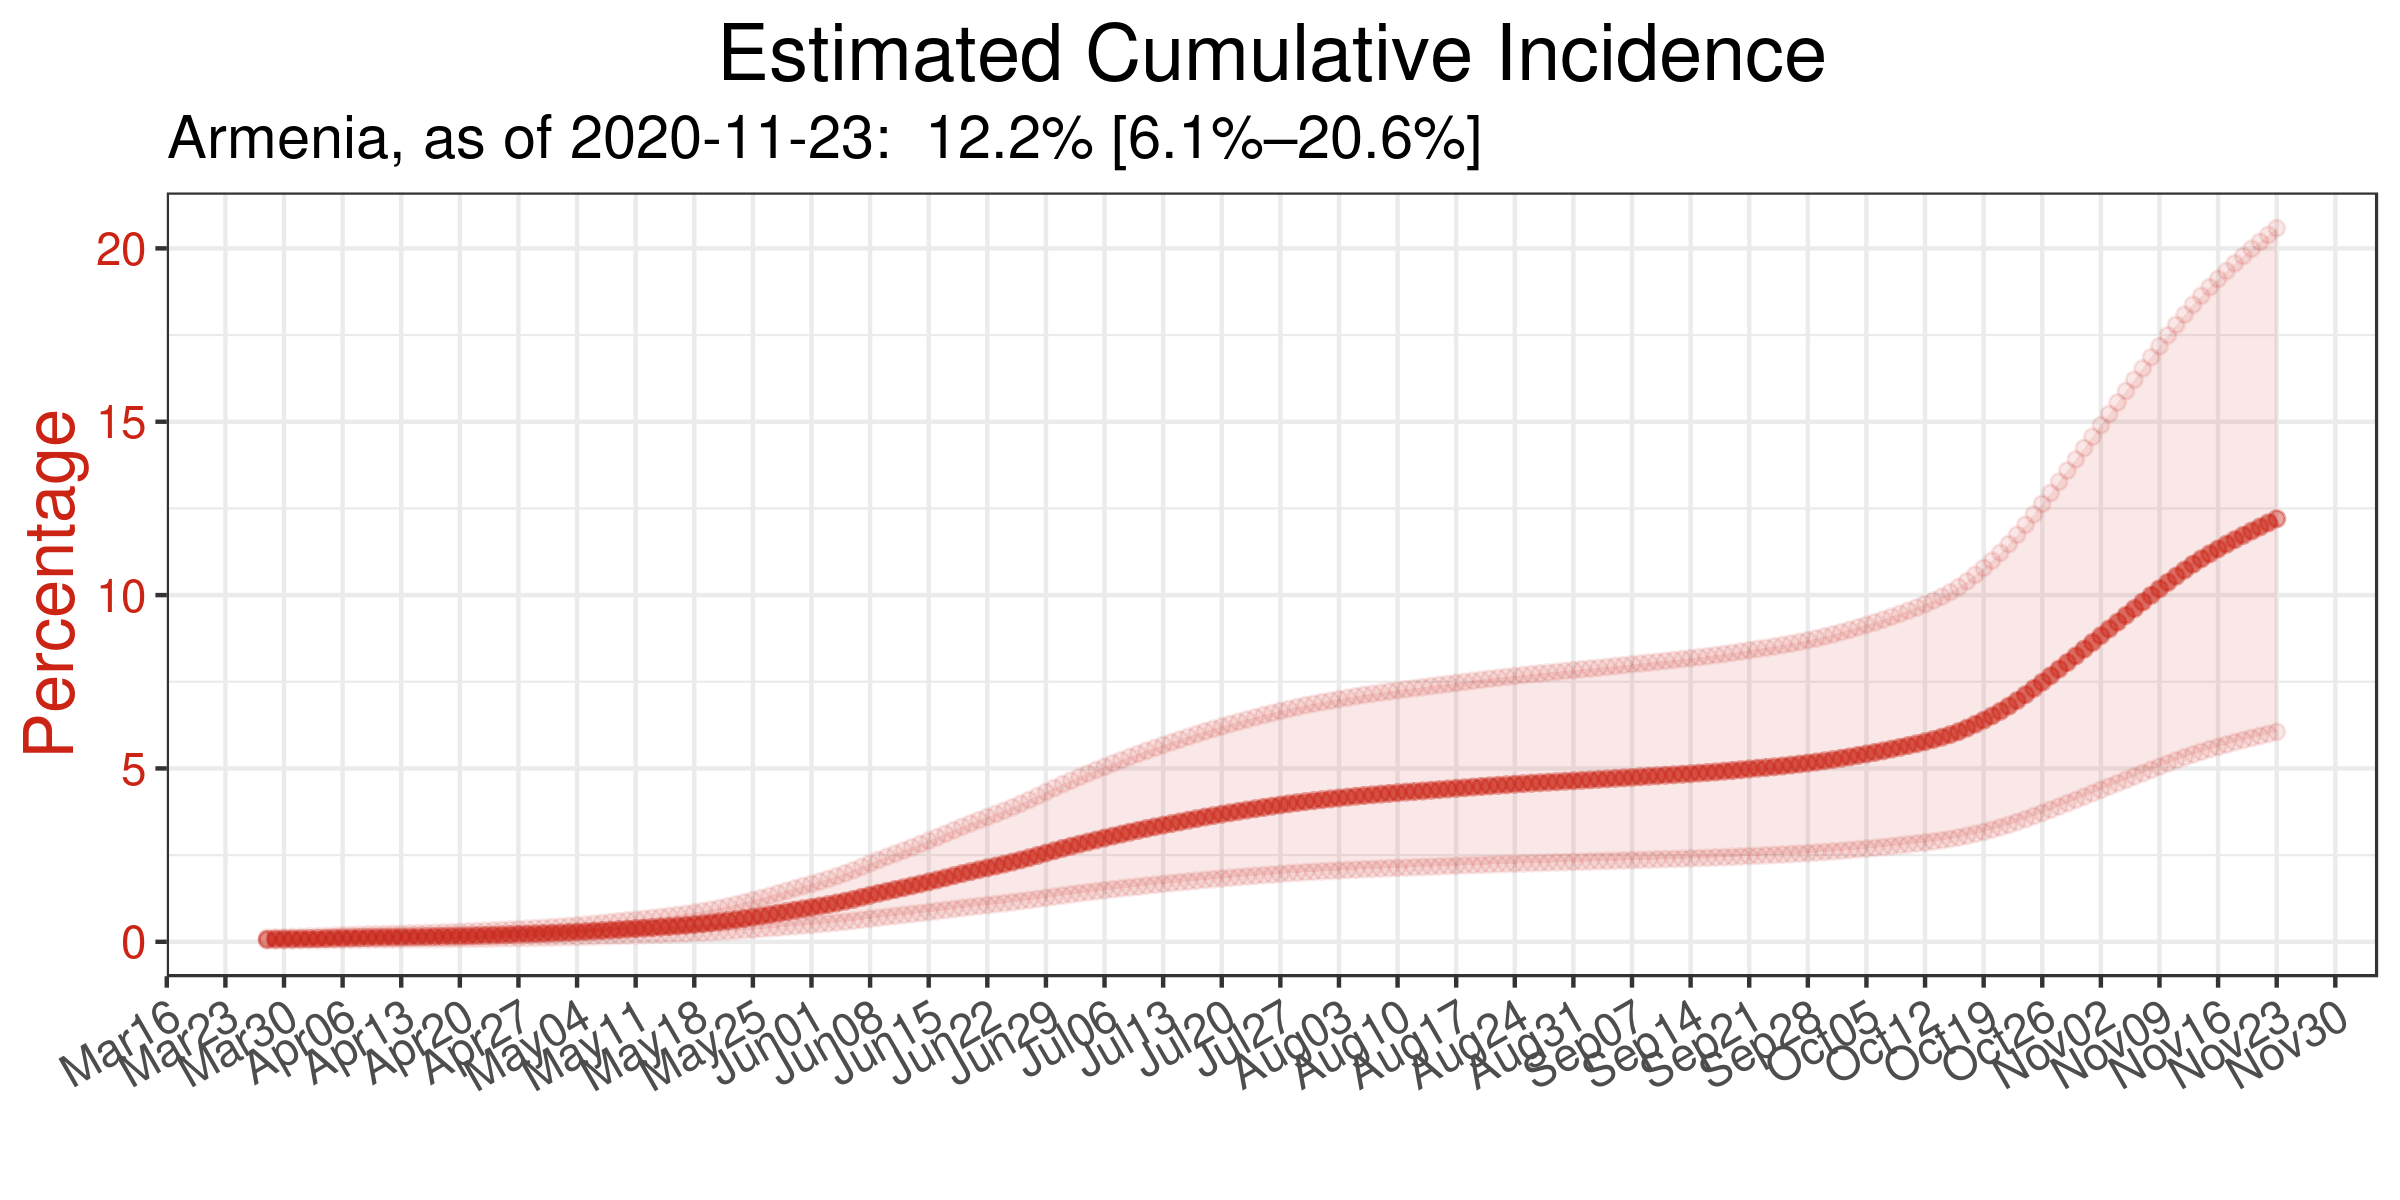 Estimated Cumulative Incidence
Armenia, as of 2020-11-23:  12.2% [6.1%–20.6%]
Percentage
20
15
10
5
0
Mar16
Mar23
Mar30
Apr06
Apr13
Apr20
Apr27
May04
May11
May18
May25
Jun01
Jun08
Jun15
Jun22
Jun29
Jul06
Jul13
Jul20
Jul27
Aug03
Aug10
Aug17
Aug24
Aug31
Sep07
Sep14
Sep21
Sep28
Oct05
Oct12
Oct19
Oct26
Nov02
Nov09
Nov16
Nov23
Nov30